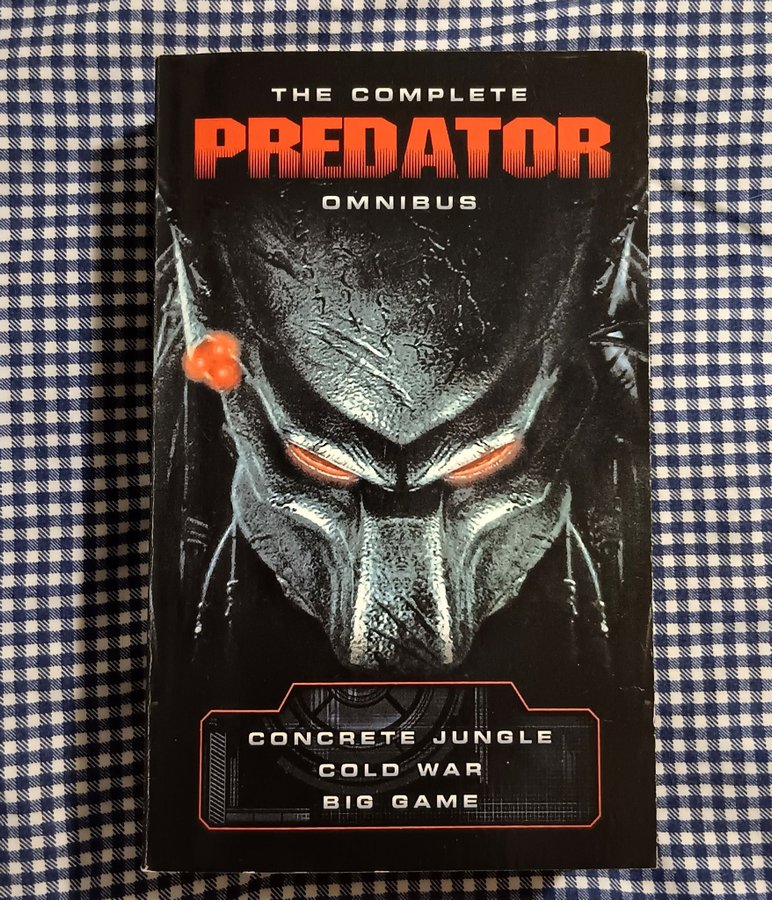 THE COMPLETE
PREDATOR
OMNIBUS
CONCRETE JUNGLE
COLD WAR
BIG GAME